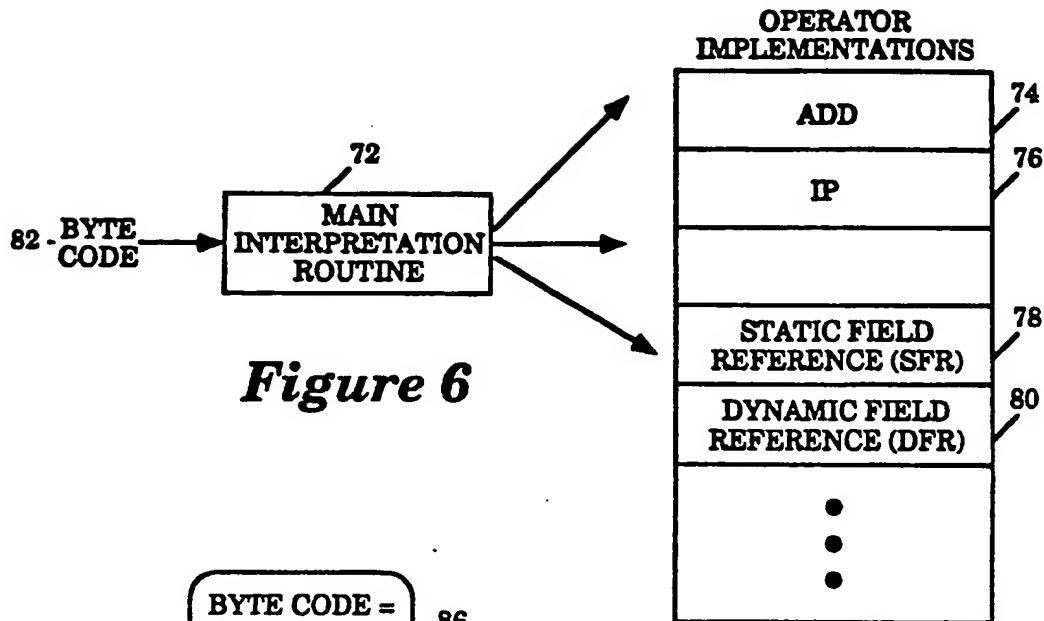 OPERATOR
IMPLEMENTATIONS
ADD
74
IP
76
72
82 - BYTE
CODE
MAIN
INTERPRETATION
ROUTINE
STATIC FIELD
REFERENCE (SFR)
78
DYNAMIC FIELD
REFERENCE (DFR)
80
Figure 6
BYTE CODE =
86